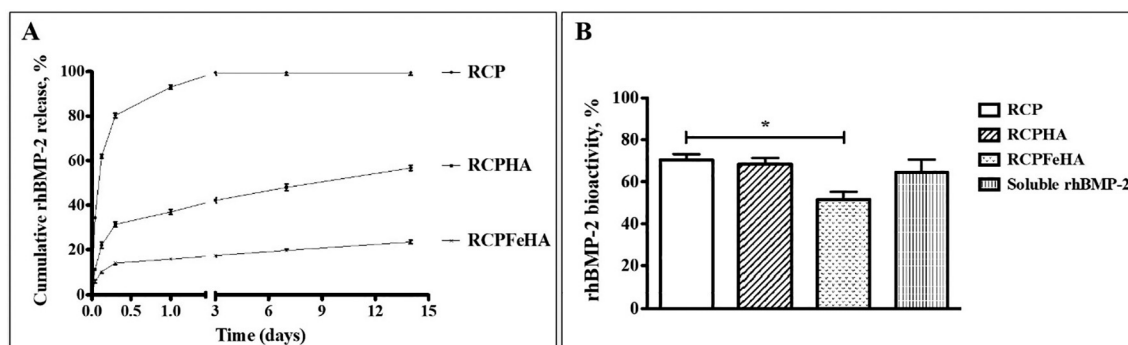 A
Cumulative rhBMP-2 release, %
100
80
60
40
20
0
0.0 0.5 1.0 3 6 9 12 15
Time (days)
RCP
RCPHA
RCPFeHA
B
rhBMP-2 bioactivity, %
100
80
60
40
20
0
*
RCP
RCPHA
RCPFeHA
Soluble rhBMP-2